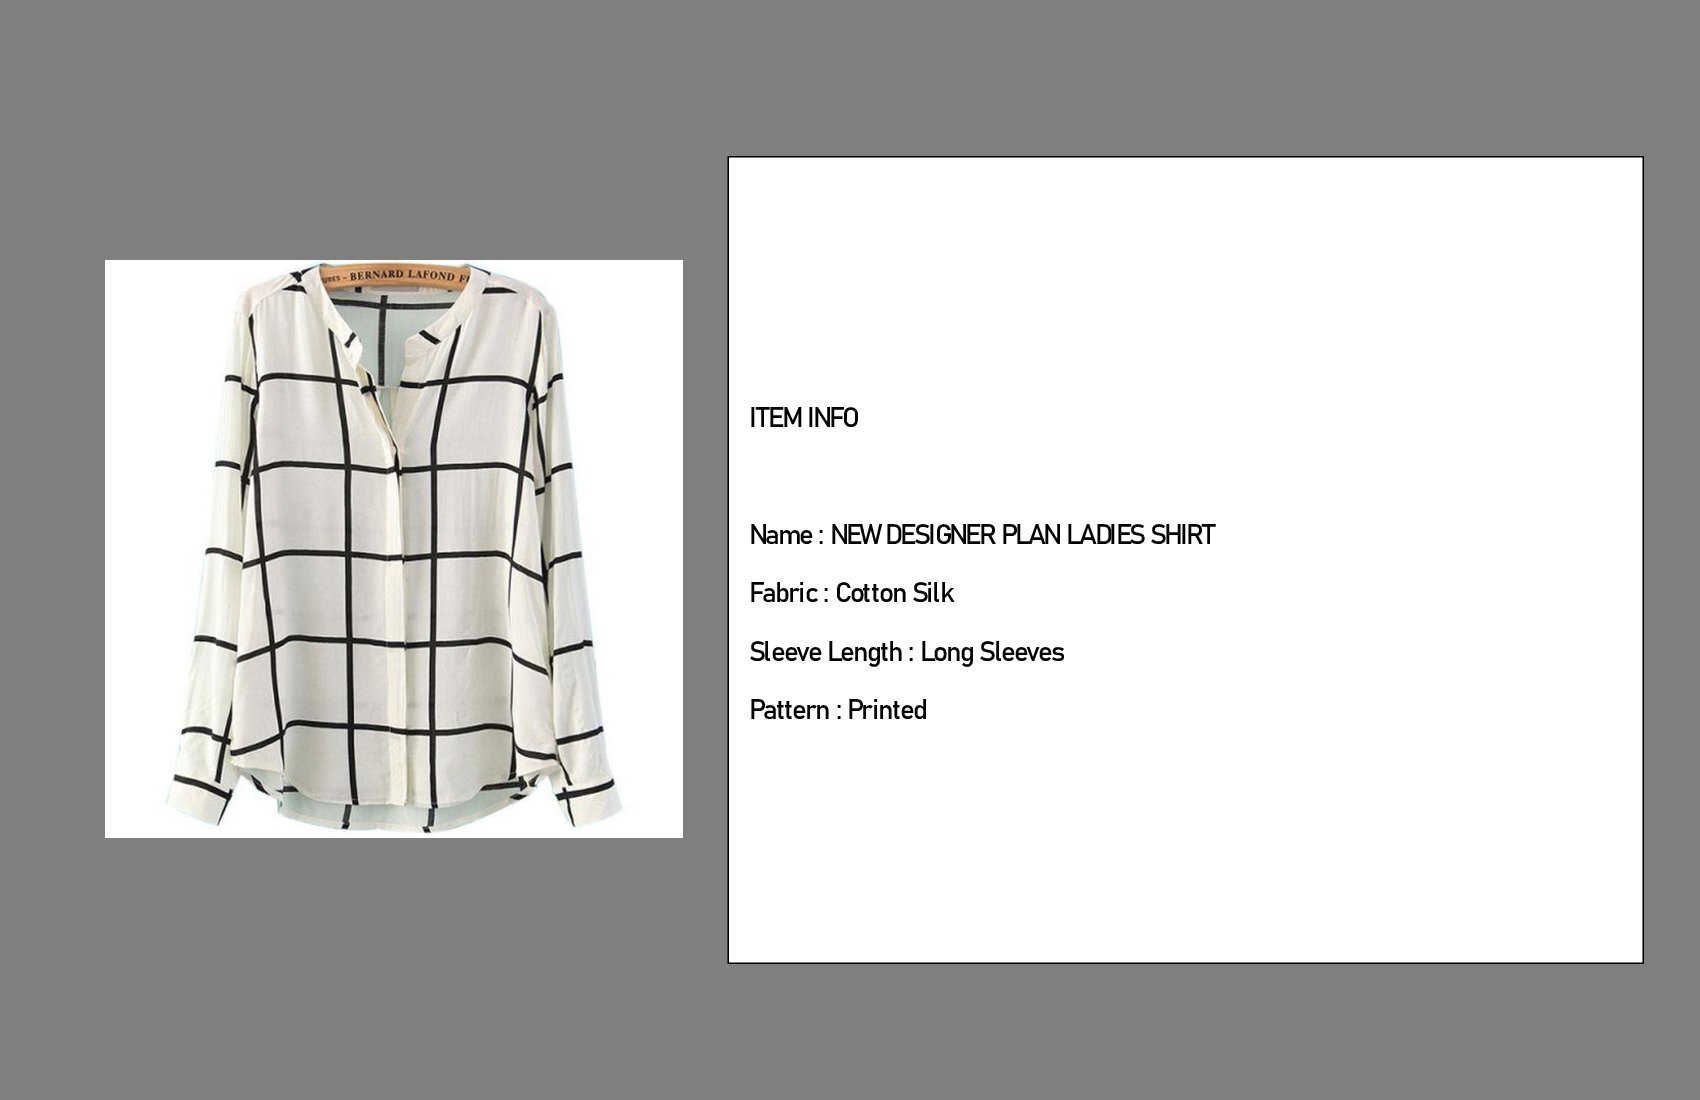 - BERNARD LAFOND
ITEM INFO
Name : NEW DESIGNER PLAN LADIES SHIRT
Fabric : Cotton Silk
Sleeve Length : Long Sleeves
Pattern : Printed